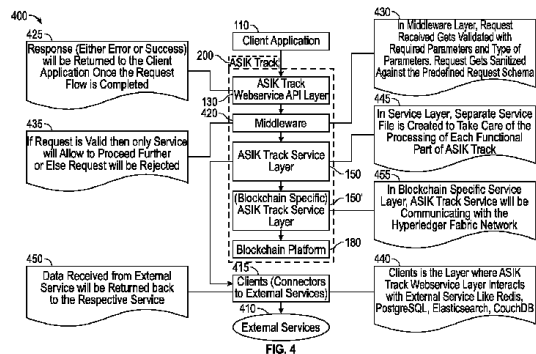 400
425
Response (Either Error or Success)
will be Returned to the Client
Application Once the Request
Flow is Completed
435
If Request is Valid then only Service
will Allow to Proceed Further
or Else Request will be Rejected
450
Data Received from External
Service will be Returned back
to the Respective Service
110
Client Application
200 ASIK Track
ASIK Track
Webservice API Layer
130
420
Middleware
ASIK Track Service
Layer
150
(Blockchain Specific)
ASIK Track Service
Layer
150'
Blockchain Platform
180
415
Clients (Connectors
to External Services)
410
External Services
430
In Middleware Layer, Request
Received Gets Validated with
Required Parameters and Type of
Parameters. Request Gets Sanitized
Against the Predefined Request Schema
445
In Service Layer, Separate Service
File is Created to Take Care of the
Processing of Each Functional
Part of ASIK Track
455
In Blockchain Specific Service
Layer, ASIK Track Service will be
Communicating with the
Hyperledger Fabric Network
440
Clients is the Layer where ASIK
Track Webservice Layer Interacts
with External Service Like Redis,
PostgreSQL, Elasticsearch, CouchDB
FIG. 4